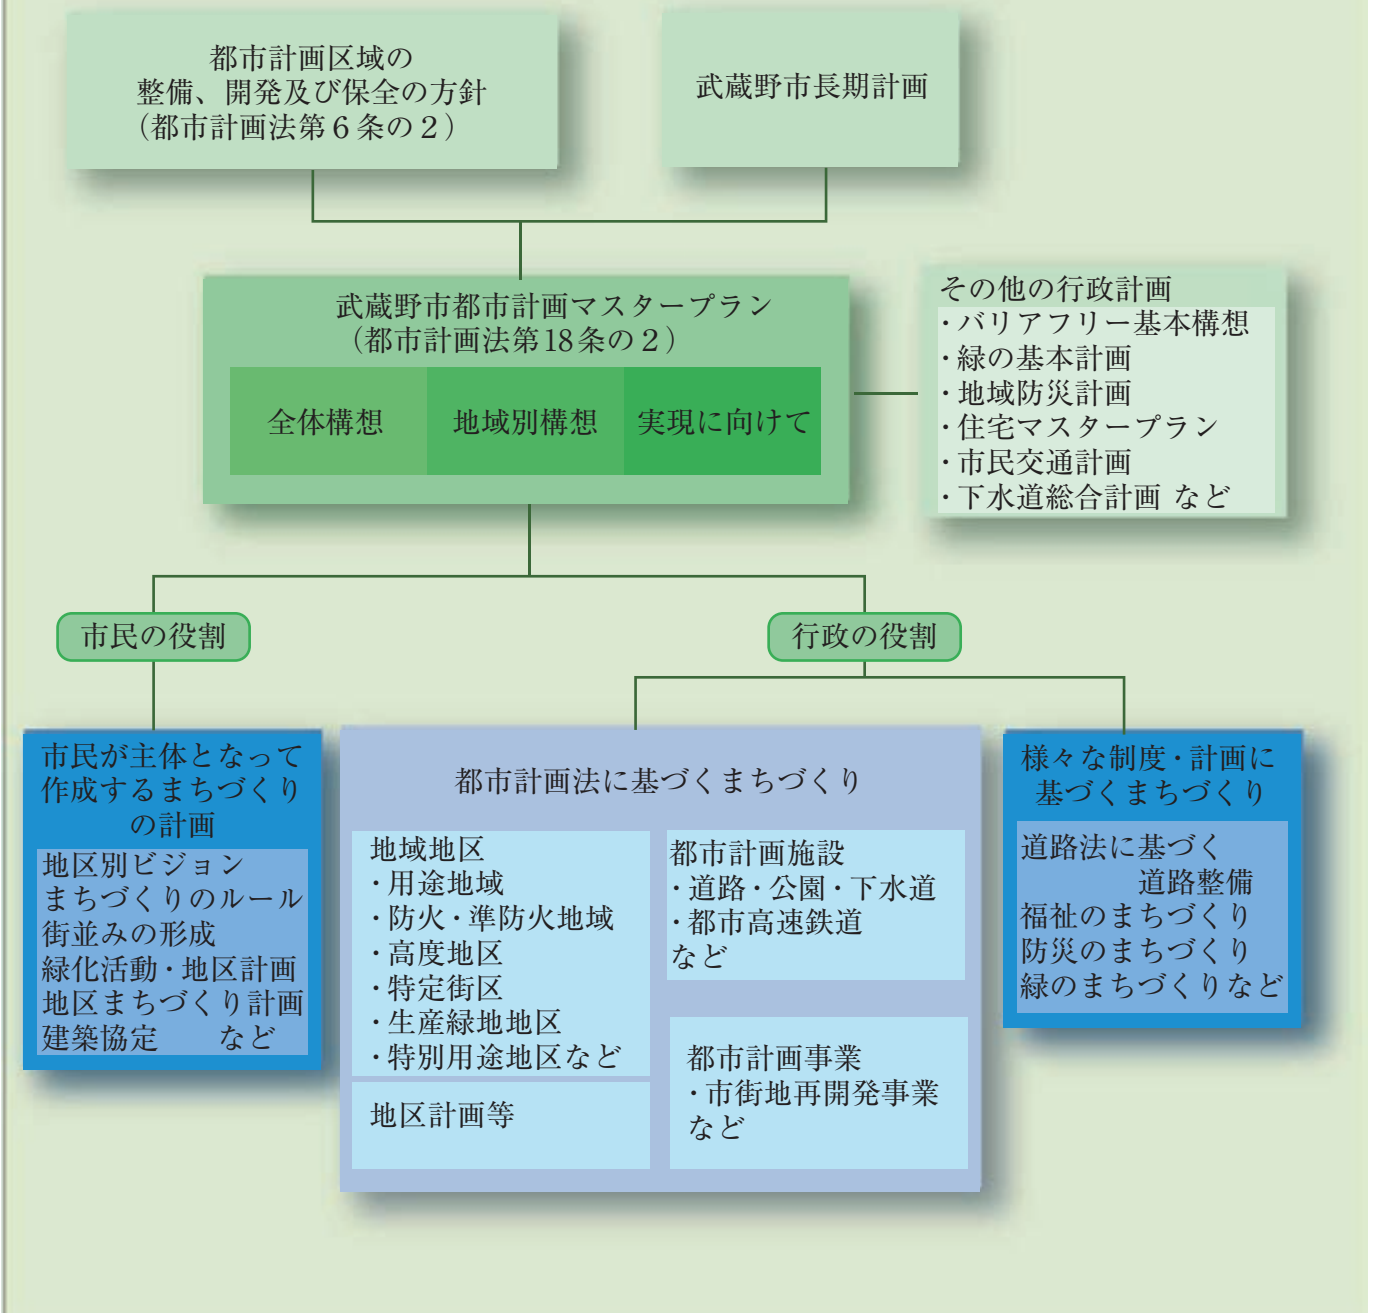 都市計画区域の
整備、開発及び保全の方針
（都市計画法第６条の２）
武蔵野市長期計画
武蔵野市都市計画マスタープラン
（都市計画法第18条の２）
全体構想
地域別構想
実現に向けて
その他の行政計画
・バリアフリー基本構想
・緑の基本計画
・地域防災計画
・住宅マスタープラン
・市民交通計画
・下水道総合計画 など
市民の役割
行政の役割
市民が主体となって
作成するまちづくり
の計画
地区別ビジョン
まちづくりのルール
街並みの形成
緑化活動・地区計画
地区まちづくり計画
建築協定　　など
都市計画法に基づくまちづくり
地域地区
・用途地域
・防火・準防火地域
・高度地区
・特定街区
・生産緑地地区
・特別用途地区など
地区計画等
都市計画施設
・道路・公園・下水道
・都市高速鉄道
など
都市計画事業
・市街地再開発事業
など
様々な制度・計画に
基づくまちづくり
道路法に基づく
道路整備
福祉のまちづくり
防災のまちづくり
緑のまちづくりなど